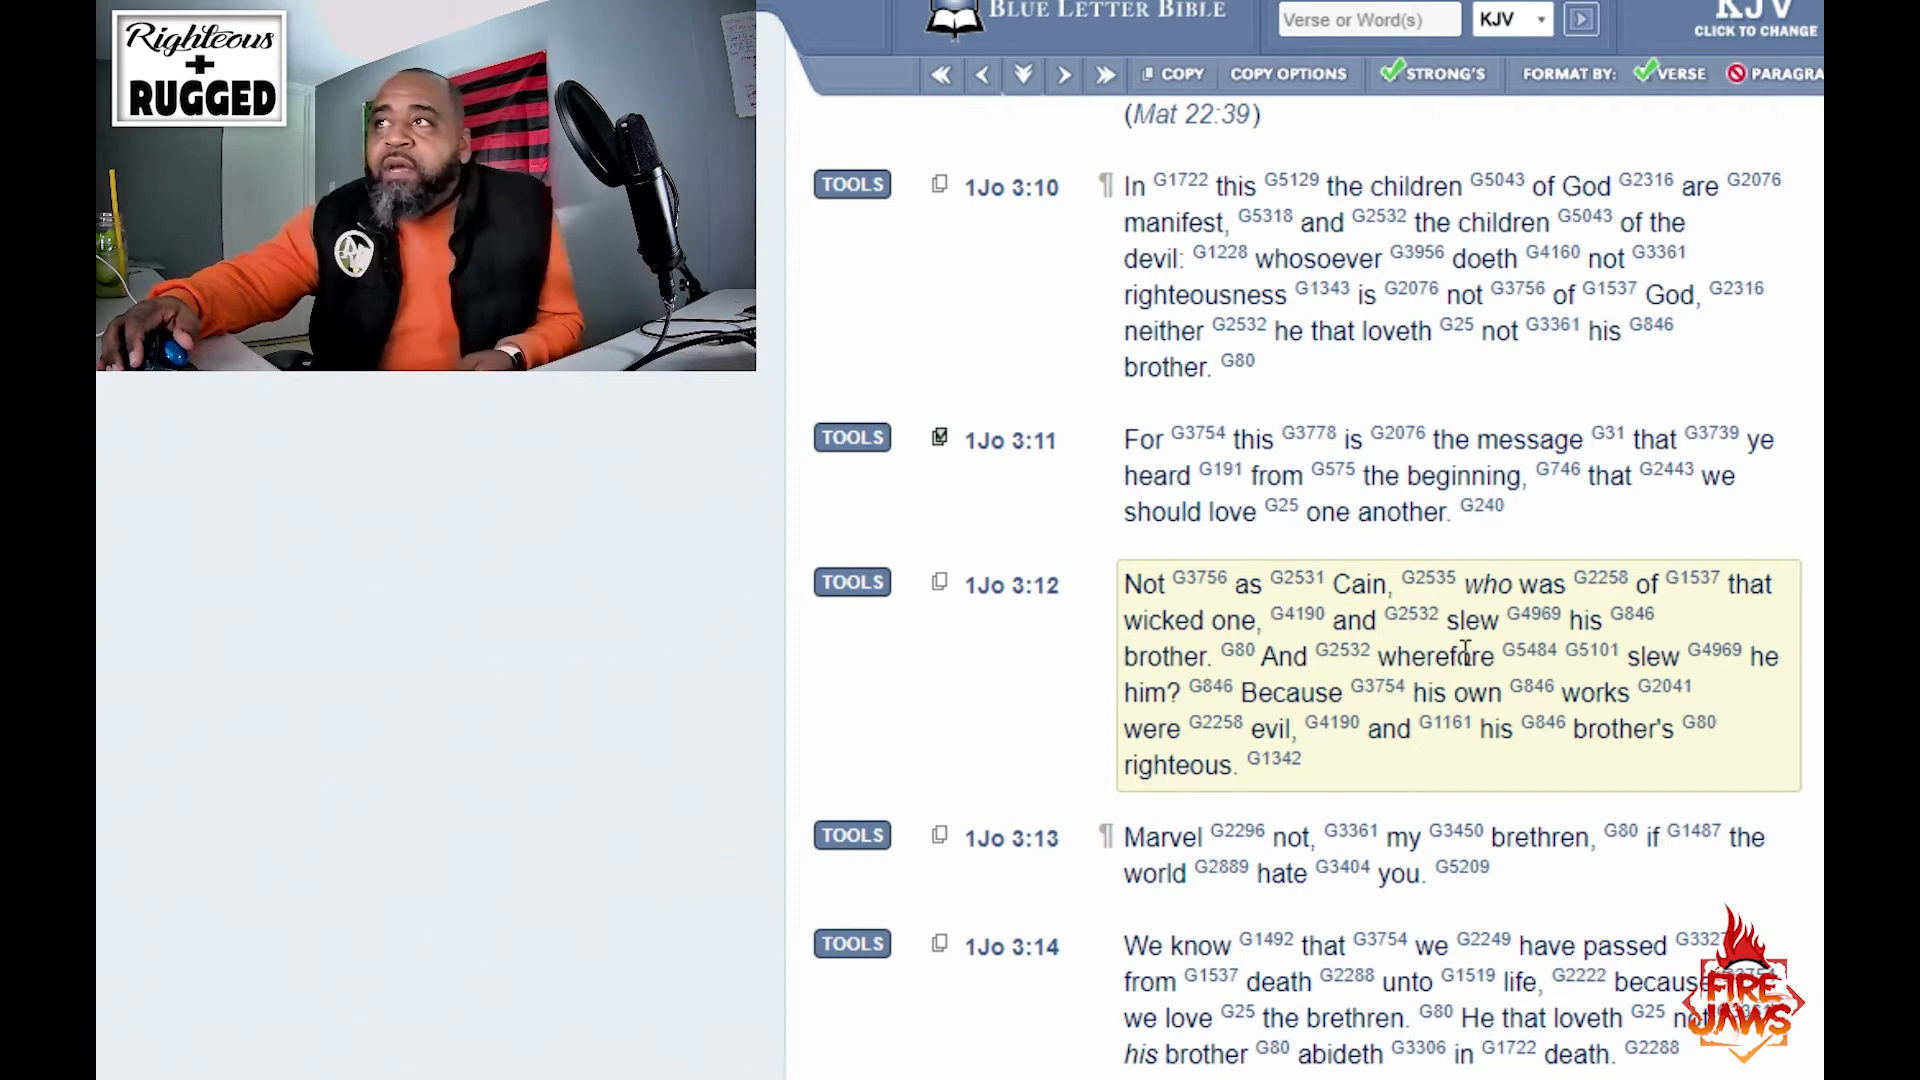 Righteous
+
RUGGED
BLUE LETTER BIBLE
Verse or Word(s)
KJV
KJV
CLICK TO CHANGE
COPY
COPY OPTIONS
STRONG'S
FORMAT BY:
VERSE
PARAGRA
(Mat 22:39)
TOOLS
1Jo 3:10
¶ In G1722 this G5129 the children G5043 of God G2316 are G2076
manifest, G5318 and G2532 the children G5043 of the
devil: G1228 whosoever G3956 doeth G4160 not G3361
righteousness G1343 is G2076 not G3756 of G1537 God, G2316
neither G2532 he that loveth G25 not G3361 his G846
brother. G80
TOOLS
1Jo 3:11
For G3754 this G3778 is G2076 the message G31 that G3739 ye
heard G191 from G575 the beginning, G746 that G2443 we
should love G25 one another. G240
TOOLS
1Jo 3:12
Not G3756 as G2531 Cain, G2535 who was G2258 of G1537 that
wicked one, G4190 and G2532 slew G4969 his G846
brother. G80 And G2532 wherefore G5484 G5101 slew G4969 he
him? G846 Because G3754 his own G846 works G2041
were G2258 evil, G4190 and G1161 his G846 brother's G80
righteous. G1342
TOOLS
1Jo 3:13
¶ Marvel G2296 not, G3361 my G3450 brethren, G80 if G1487 the
world G2889 hate G3404 you. G5209
TOOLS
1Jo 3:14
We know G1492 that G3754 we G2249 have passed G3327
from G1537 death G2288 unto G1519 life, G2222 because G3754
we love G25 the brethren. G80 He that loveth G25 not
his brother G80 abideth G3306 in G1722 death. G2288
FIRE
JAWS